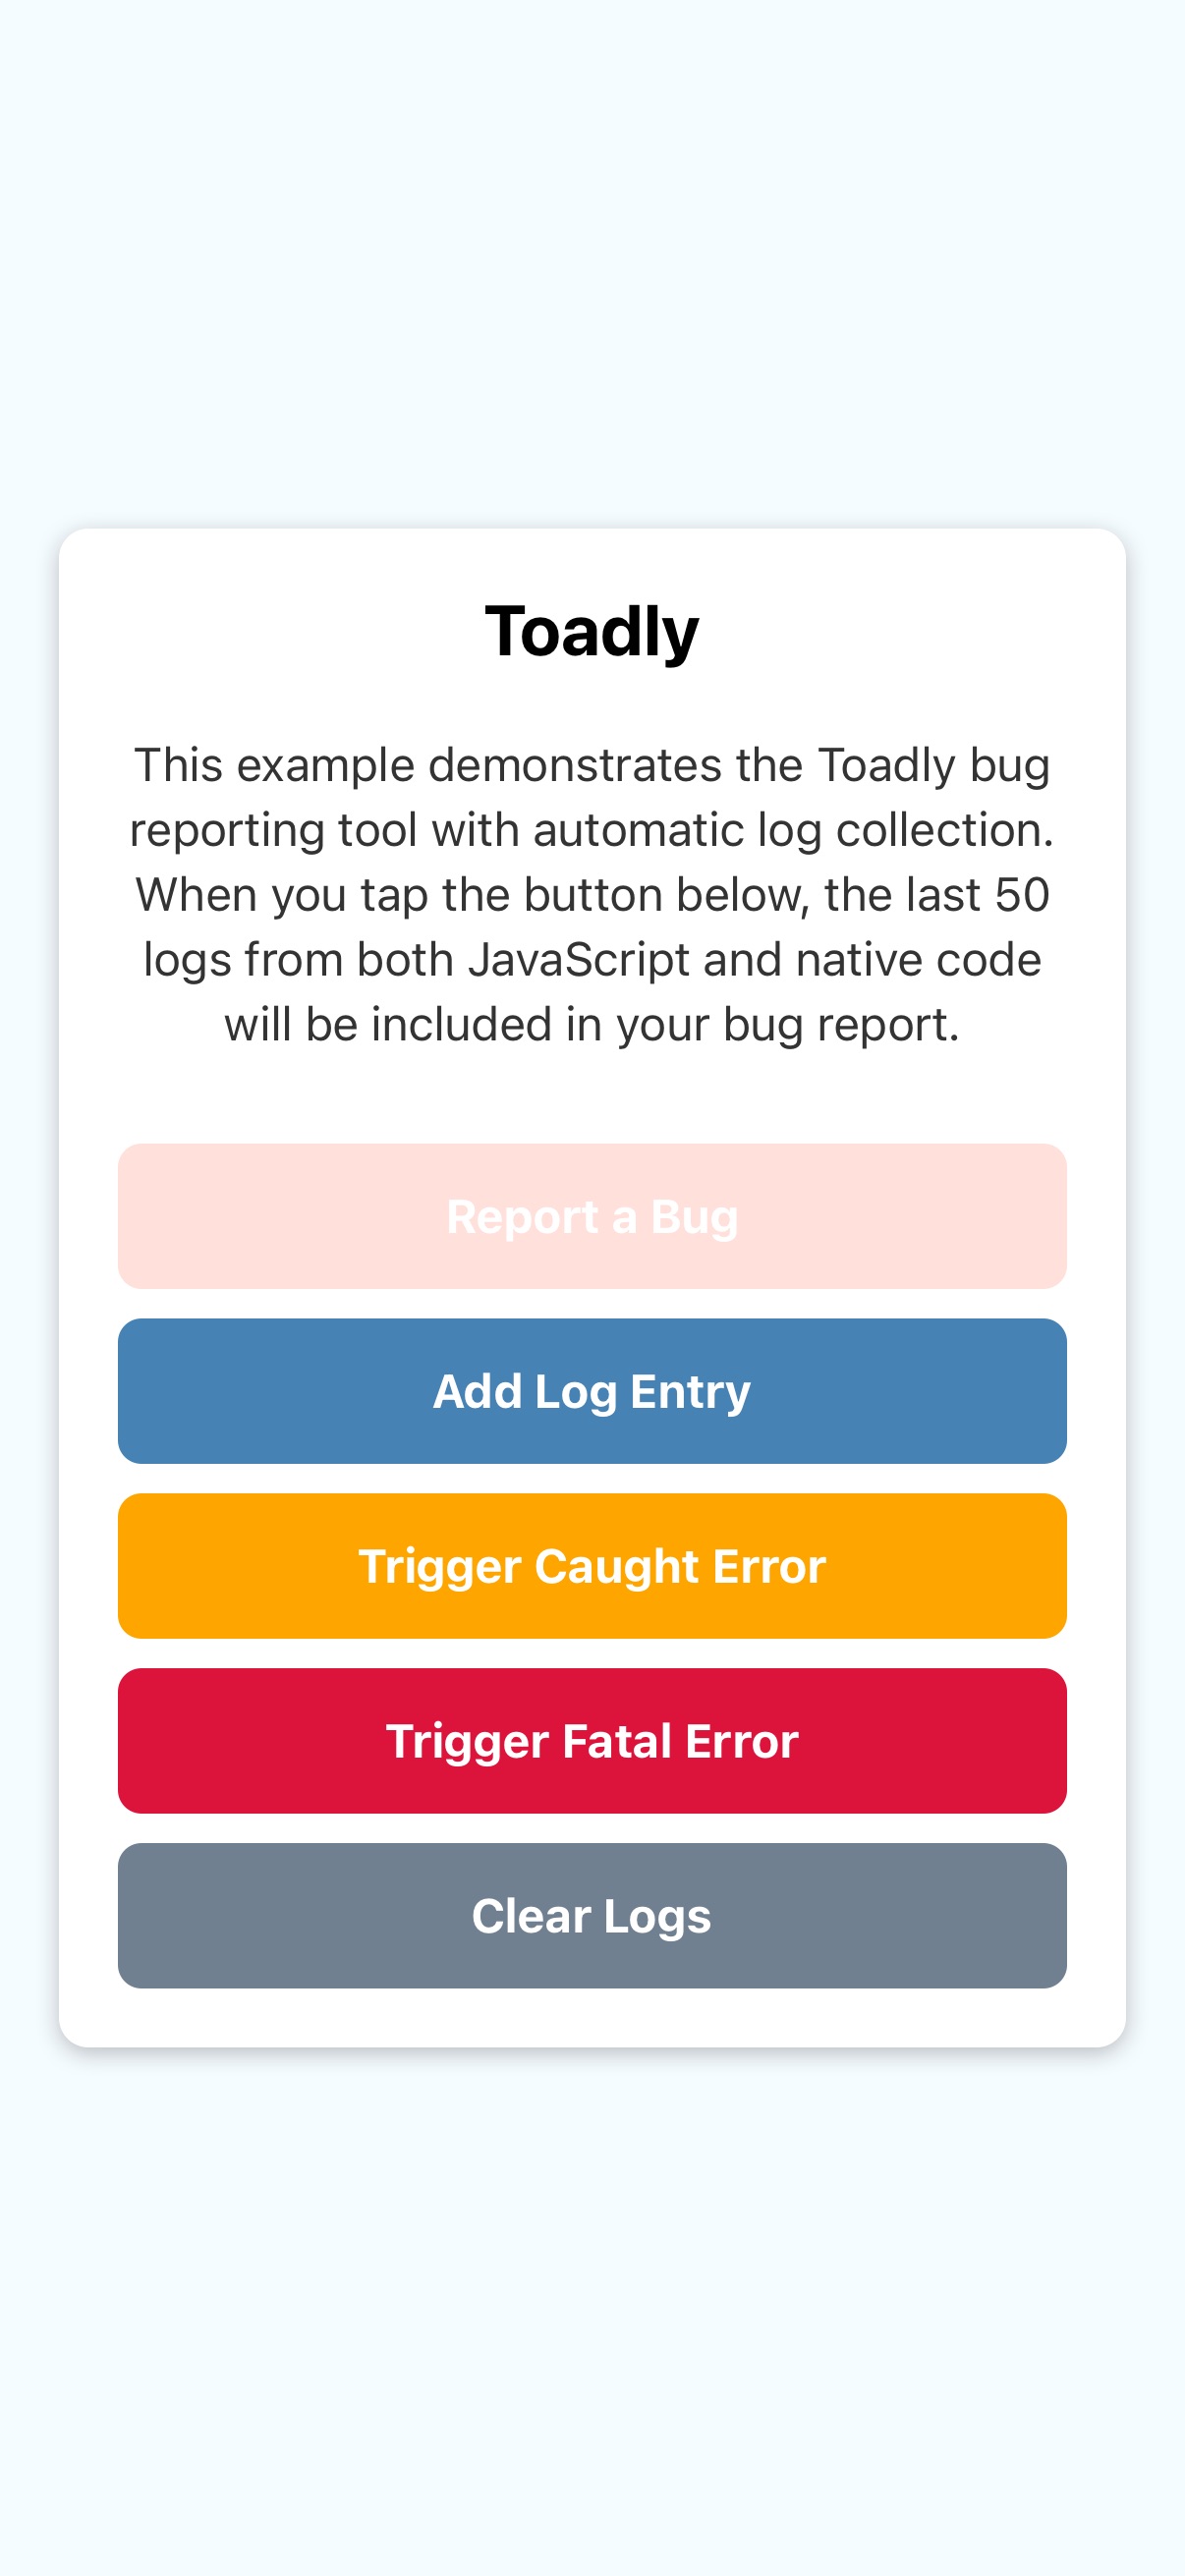 Toadly
This example demonstrates the Toadly bug
reporting tool with automatic log collection.
When you tap the button below, the last 50
logs from both JavaScript and native code
will be included in your bug report.
Report a Bug
Add Log Entry
Trigger Caught Error
Trigger Fatal Error
Clear Logs